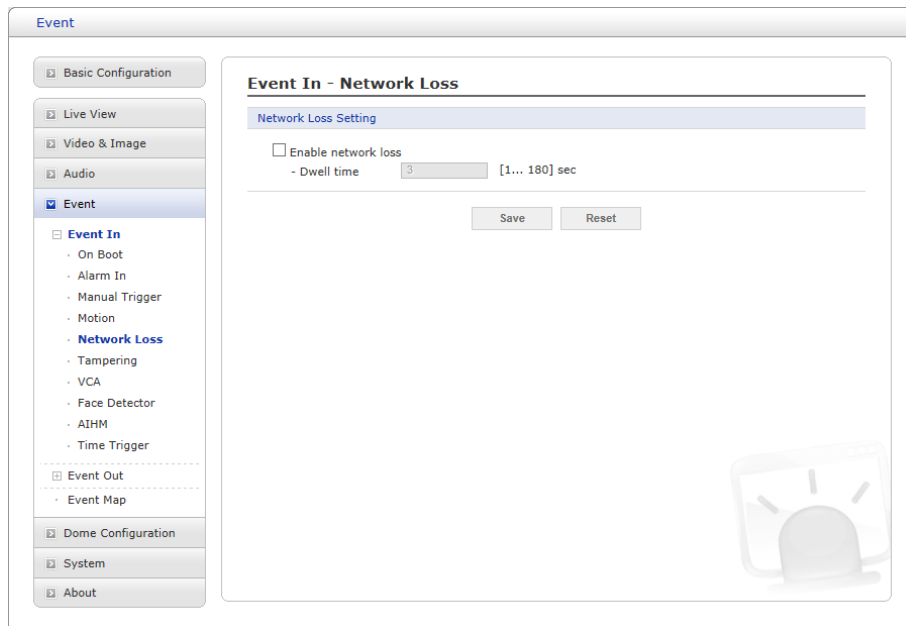 Event
Basic Configuration
Live View
Video & Image
Audio
Event
Event In
On Boot
Alarm In
Manual Trigger
Motion
Network Loss
Tampering
VCA
Face Detector
AIHM
Time Trigger
Event Out
Event Map
Dome Configuration
System
About
Event In - Network Loss
Network Loss Setting
Enable network loss
- Dwell time 3 [1... 180] sec
Save Reset